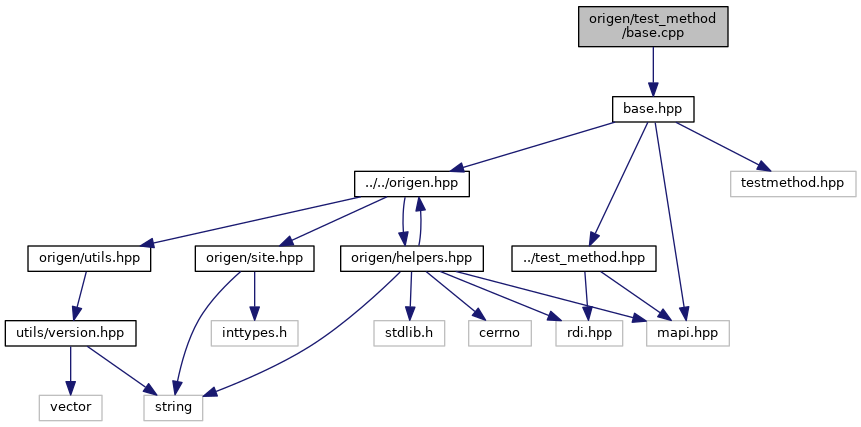 origen/test_method
/base.cpp
base.hpp
../../origen.hpp
testmethod.hpp
origen/utils.hpp
origen/site.hpp
origen/helpers.hpp
../test_method.hpp
utils/version.hpp
inttypes.h
stdlib.h
cerrno
rdi.hpp
mapi.hpp
vector
string